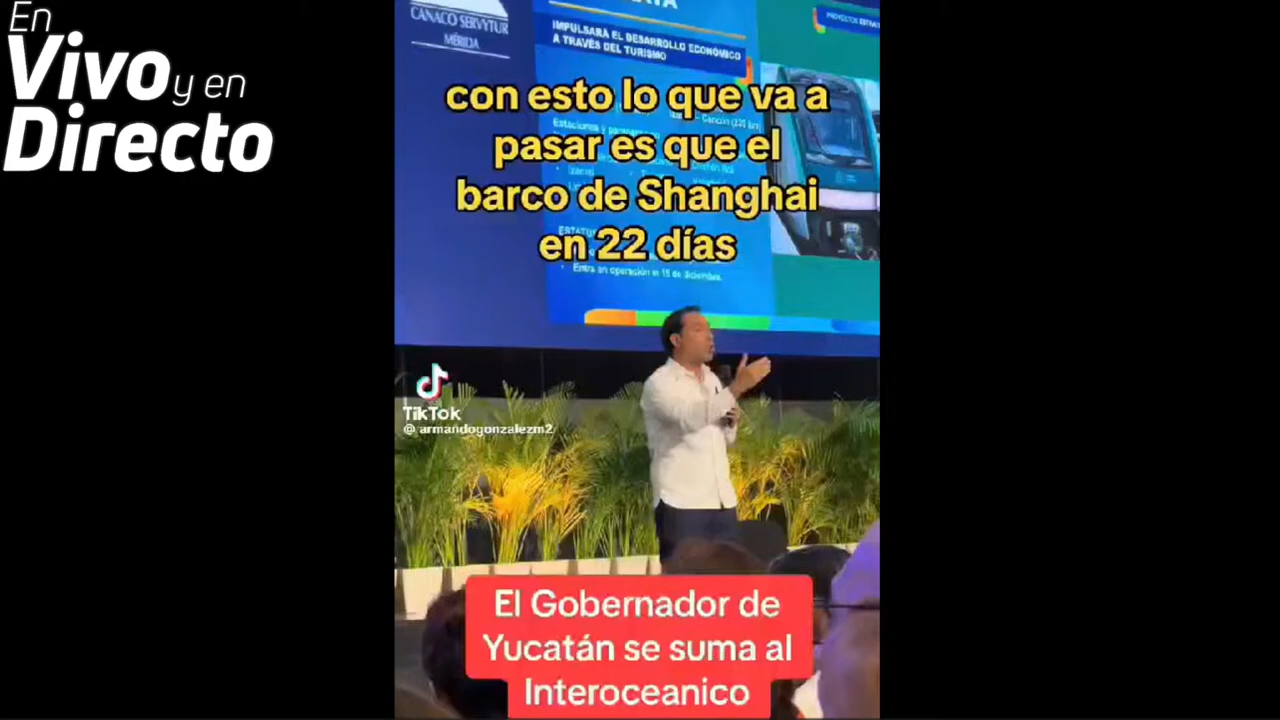 En
Vivo y en
Directo
CANACO SERVYTUR
MÉRIDA
IMPULSARÁ EL DESARROLLO ECONÓMICO
A TRAVÉS DEL TURISMO
PROYECTOS
con esto lo que va a
pasar es que el
barco de Shanghai
en 22 días
Entra en operación el 15 de diciembre.
TikTok
@armandogonzalezm2
El Gobernador de
Yucatán se suma al
Interoceanico